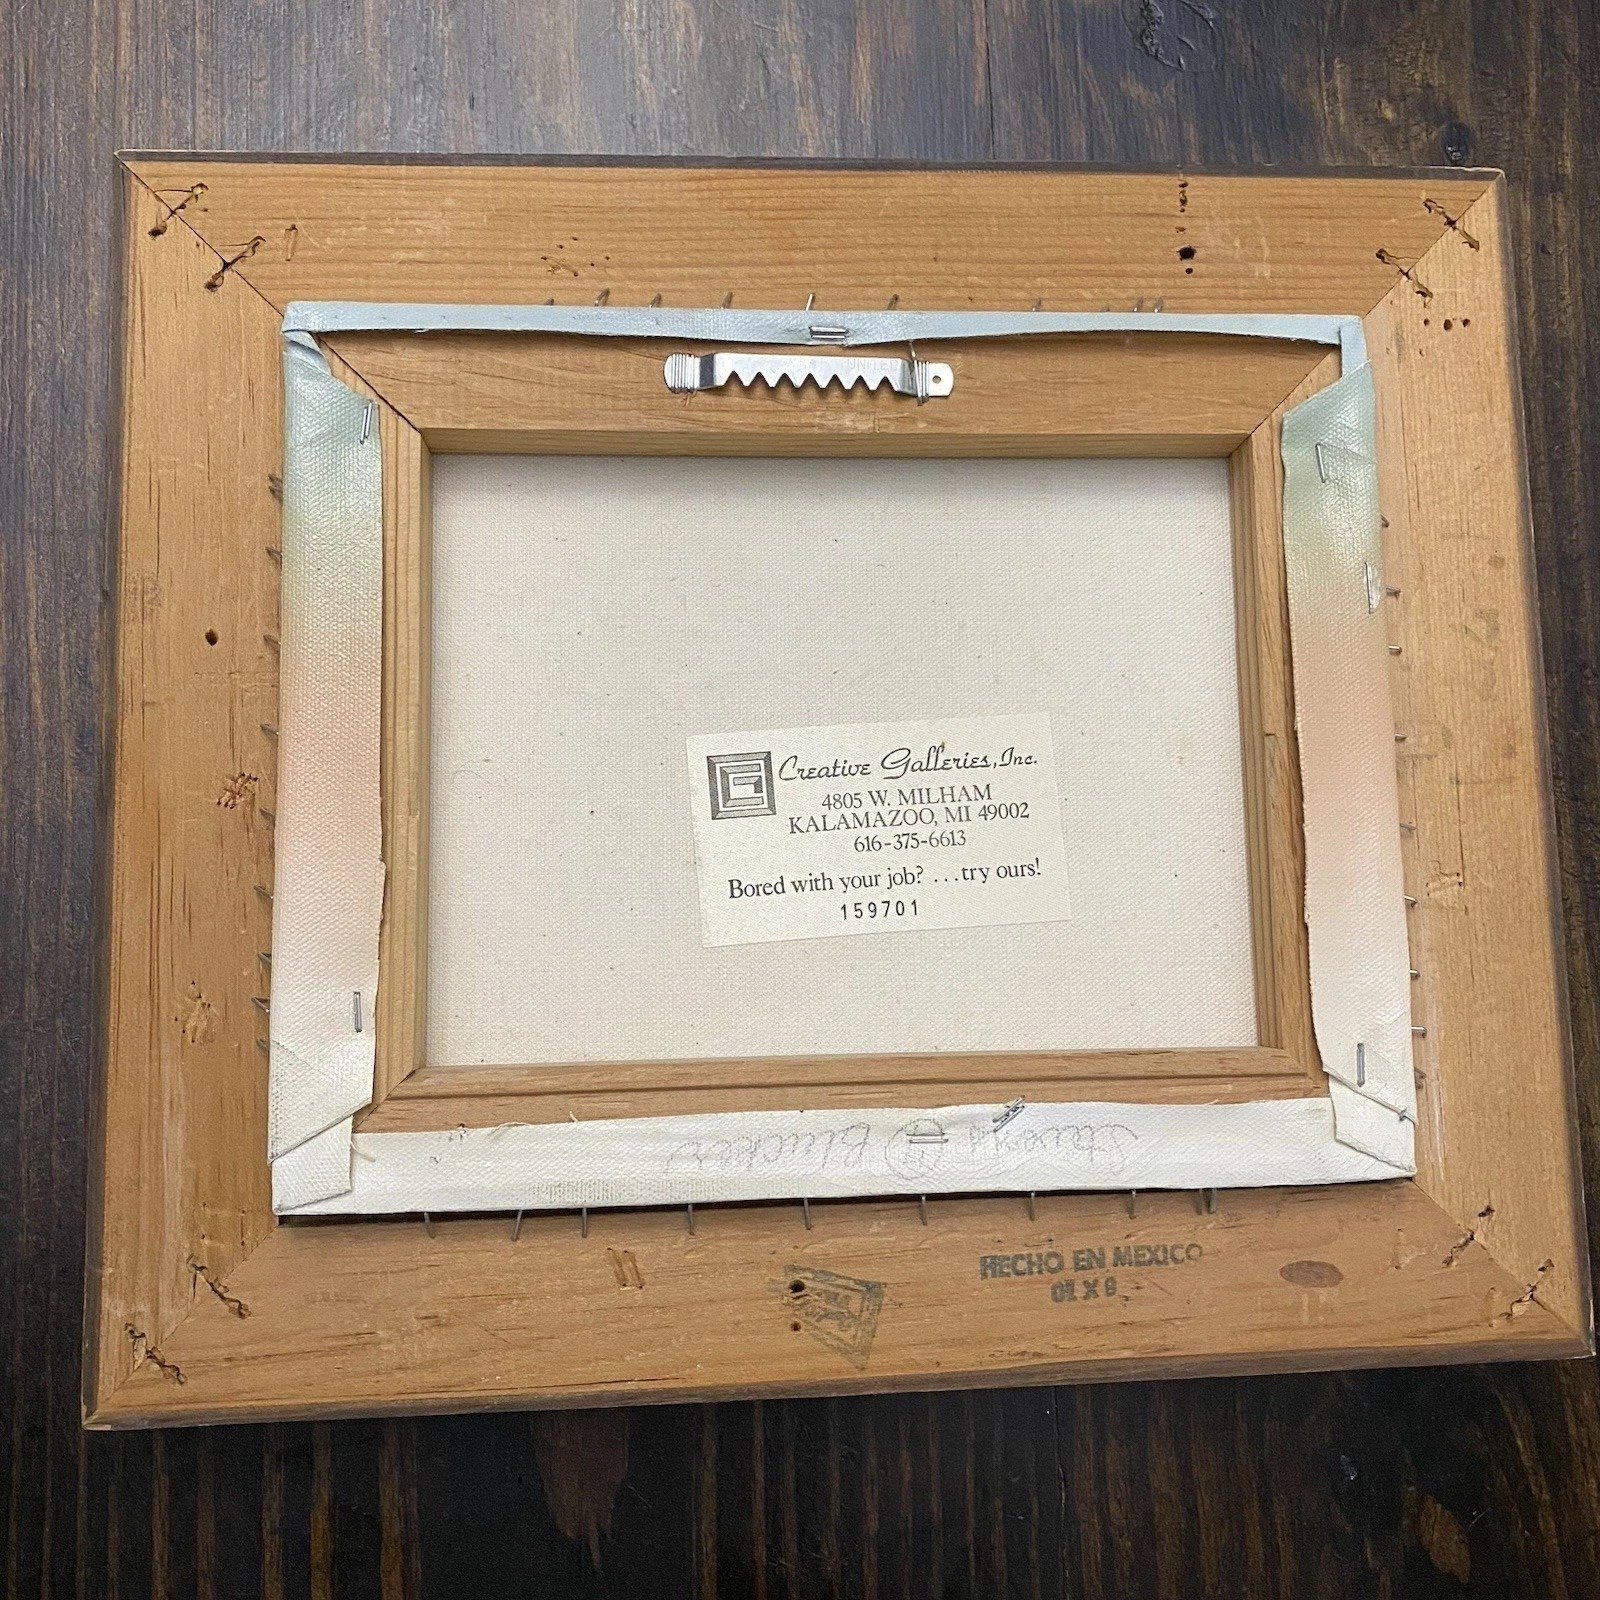 UNITED
Creative Galleries, Inc.
4805 W. MILHAM
KALAMAZOO, MI 49002
616-375-6613
Bored with your job? ...try ours!
159701
HECHO EN MEXICO